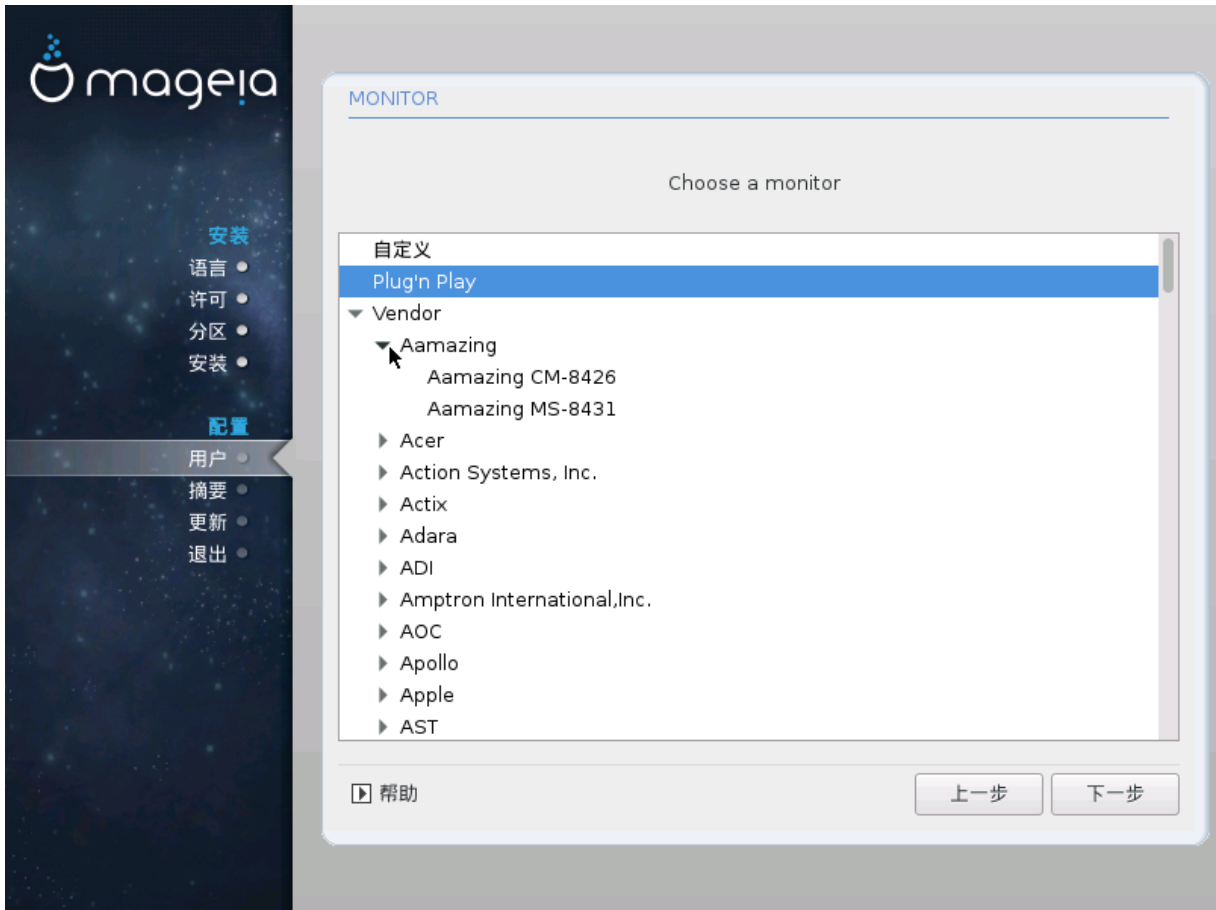 mageia
安装
语言
许可
分区
安装
配置
用户
摘要
更新
退出
MONITOR
Choose a monitor
自定义
Plug'n Play
Vendor
Aamazing
Aamazing CM-8426
Aamazing MS-8431
Acer
Action Systems, Inc.
Actix
Adara
ADI
Amptron International,Inc.
AOC
Apollo
Apple
AST
帮助
上一步
下一步